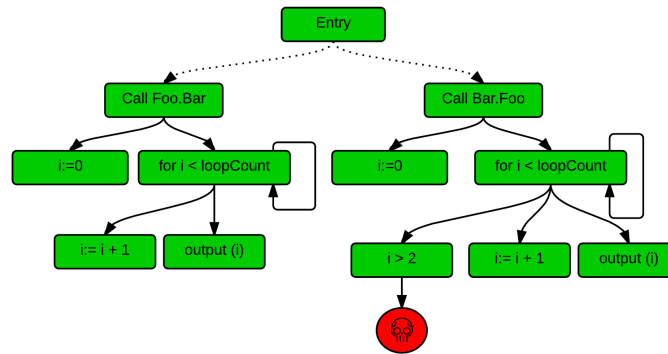 Entry
Call Foo.Bar
Call Bar.Foo
i:=0
for i < loopCount
i:=0
for i < loopCount
i:= i + 1
output (i)
i > 2
i:= i + 1
output (i)